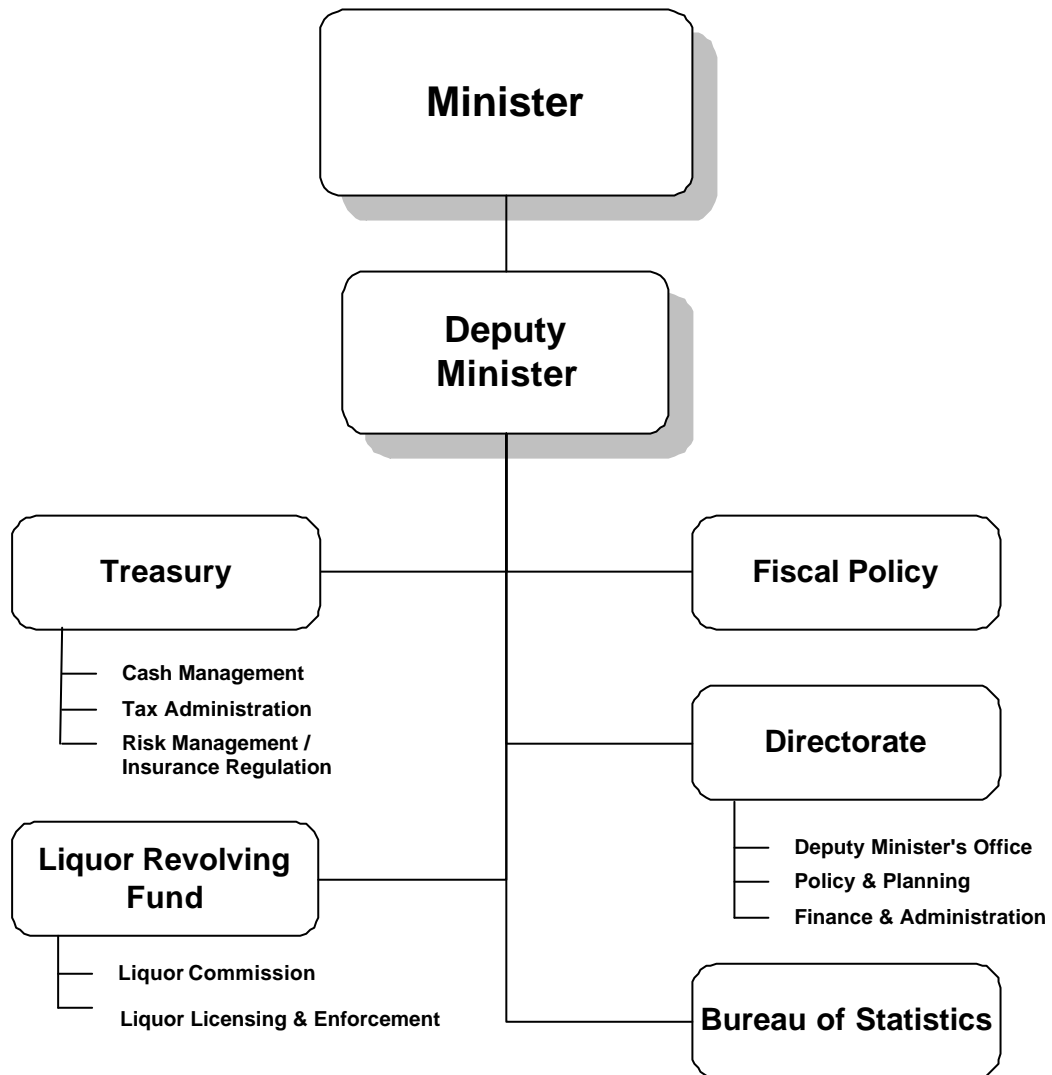 Minister
Deputy
Minister
Treasury
Cash Management
Tax Administration
Risk Management /
Insurance Regulation
Fiscal Policy
Directorate
Deputy Minister's Office
Policy & Planning
Finance & Administration
Liquor Revolving
Fund
Liquor Commission
Liquor Licensing & Enforcement
Bureau of Statistics